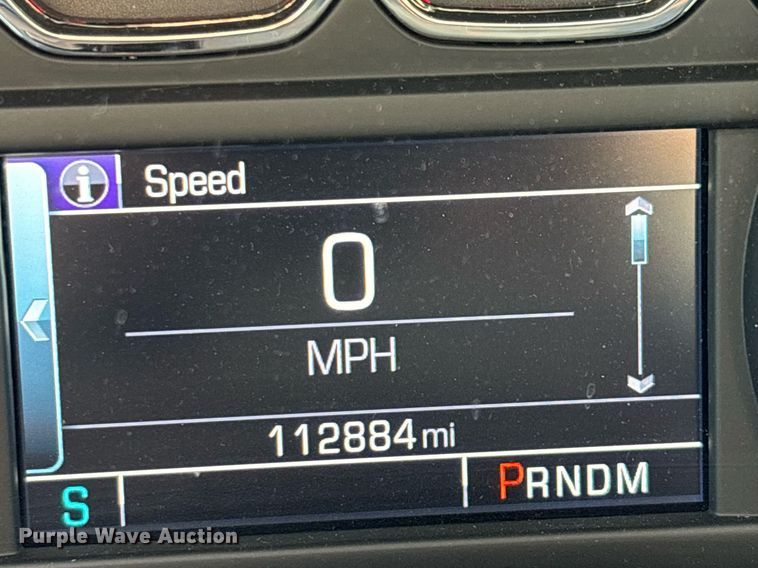 Speed
0
MPH
112884 mi
S
PRNDM
Purple Wave Auction